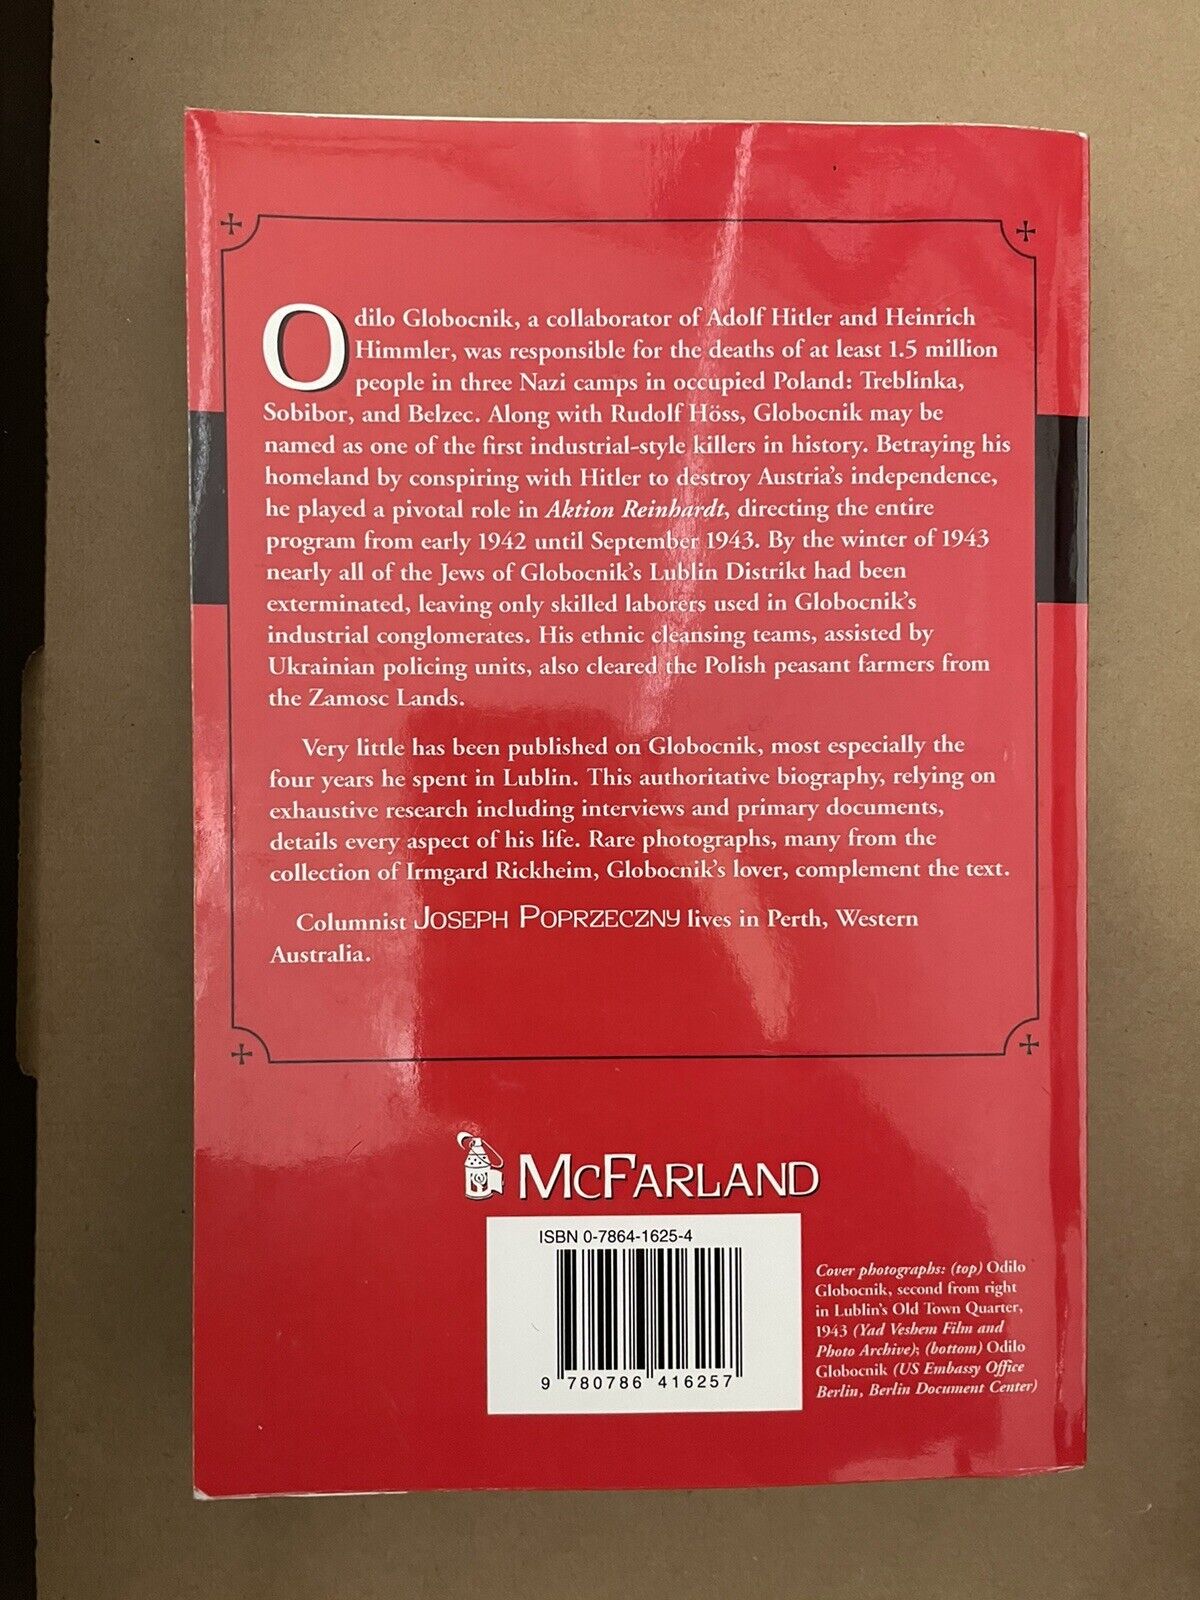 Odilo Globocnik, a collaborator of Adolf Hitler and Heinrich
Himmler, was responsible for the deaths of at least 1.5 million
people in three Nazi camps in occupied Poland: Treblinka,
Sobibor, and Belzec. Along with Rudolf Höss, Globocnik may be
named as one of the first industrial-style killers in history. Betraying his
homeland by conspiring with Hitler to destroy Austria's independence,
he played a pivotal role in Aktion Reinhardt, directing the entire
program from early 1942 until September 1943. By the winter of 1943
nearly all of the Jews of Globocnik's Lublin Distrikt had been
exterminated, leaving only skilled laborers used in Globocnik's
industrial conglomerates. His ethnic cleansing teams, assisted by
Ukrainian policing units, also cleared the Polish peasant farmers from
the Zamosc Lands.
Very little has been published on Globocnik, most especially the
four years he spent in Lublin. This authoritative biography, relying on
exhaustive research including interviews and primary documents,
details every aspect of his life. Rare photographs, many from the
collection of Irmgard Rickheim, Globocnik's lover, complement the text.
Columnist JOSEPH POPRZECZNY lives in Perth, Western
Australia.
MCFARLAND
ISBN 0-7864-1625-4
9 780786 416257
Cover photographs: (top) Odilo
Globocnik, second from right
in Lublin's Old Town Quarter,
1943 (Yad Veshem Film and
Photo Archive); (bottom) Odilo
Globocnik (US Embassy Office
Berlin, Berlin Document Center)